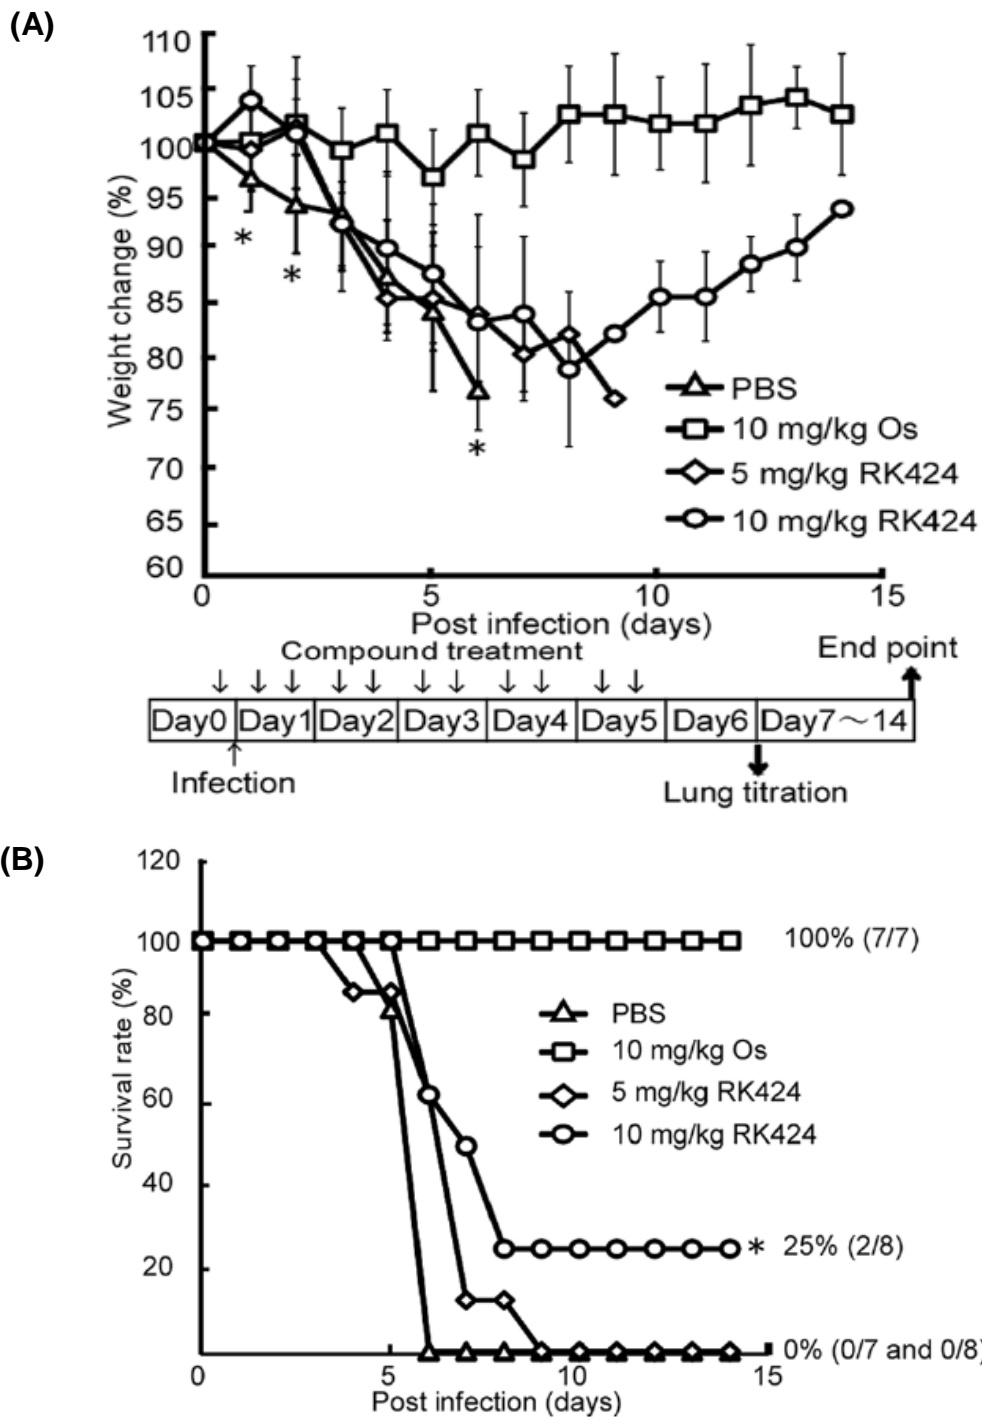 (A)
110
105
100
95
90
85
80
75
70
65
60
Weight change (%)
*
*
*
PBS
10 mg/kg Os
5 mg/kg RK424
10 mg/kg RK424
0
5
10
15
Post infection (days)
Compound treatment
End point
Day0
Day1
Day2
Day3
Day4
Day5
Day6
Day7～14
Infection
Lung titration
(B)
120
100
80
60
40
20
Survival rate (%)
100% (7/7)
PBS
10 mg/kg Os
5 mg/kg RK424
10 mg/kg RK424
* 25% (2/8)
0% (0/7 and 0/8)
0
5
10
15
Post infection (days)